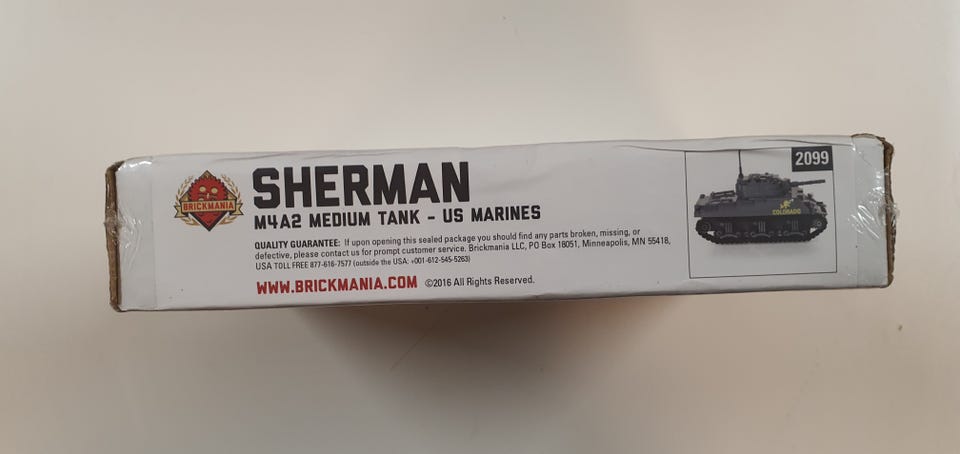 BRICKMANIA
SHERMAN
M4A2 MEDIUM TANK - US MARINES
QUALITY GUARANTEE: If upon opening this sealed package you should find any parts broken, missing, or
defective, please contact us for prompt customer service. Brickmania LLC, PO Box 18051, Minneapolis, MN 55418,
USA TOLL FREE 877-616-7577 (outside the USA: +001-612-545-5263)
WWW.BRICKMANIA.COM ©2016 All Rights Reserved.
2099
COLORADO